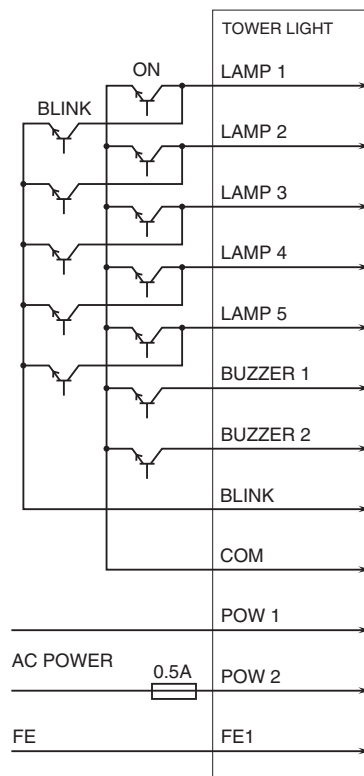 TOWER LIGHT
ON
LAMP 1
BLINK
LAMP 2
LAMP 3
LAMP 4
LAMP 5
BUZZER 1
BUZZER 2
BLINK
COM
POW 1
AC POWER
0.5A
POW 2
FE
FE1